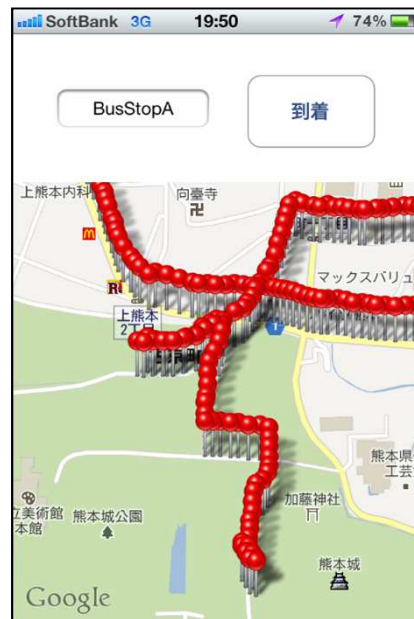 SoftBank 3G 19:50 74%
BusStopA
到着
上熊本内科
向臺寺
マックスバリュ
上熊本
2丁目
1
熊本県
工芸
加藤神社
立美術館
本館
熊本城公園
熊本城
Google